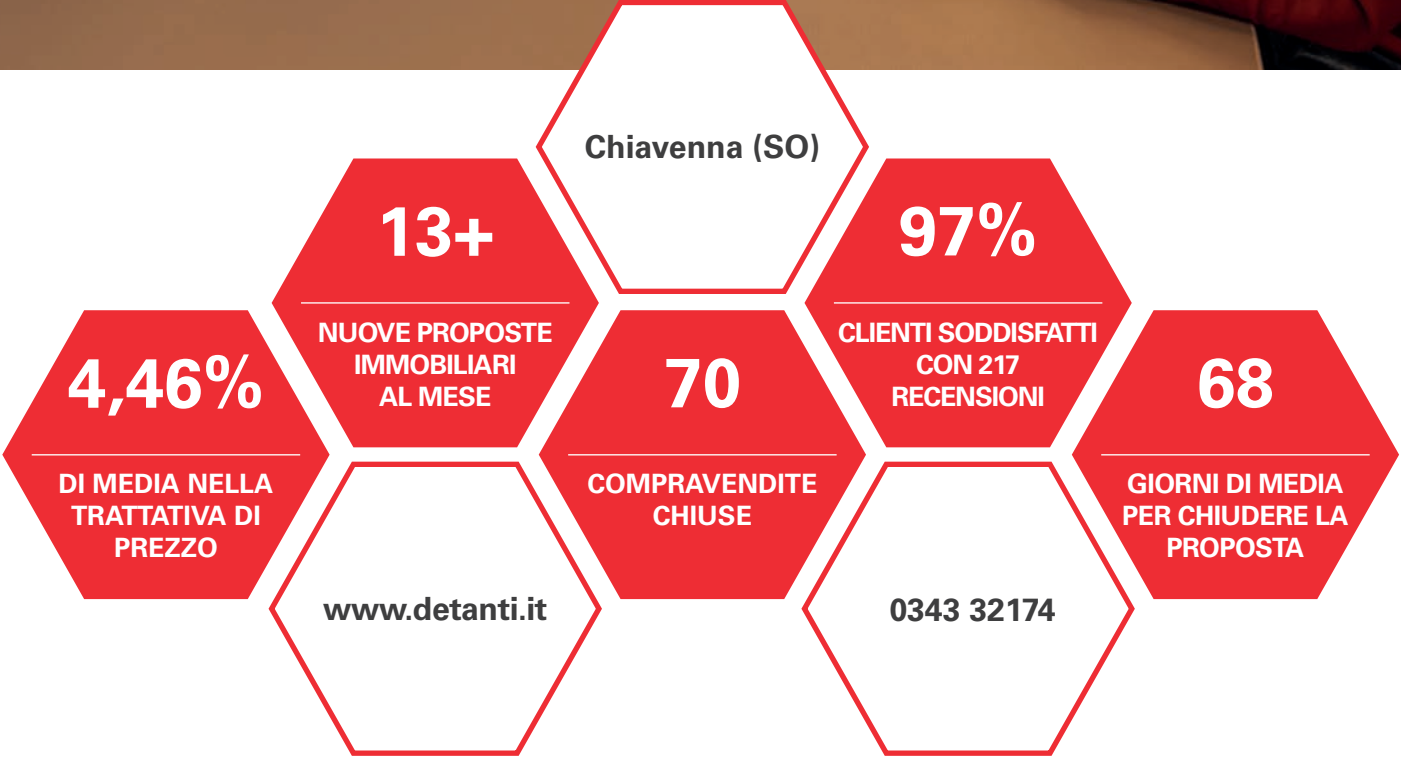 Chiavenna (SO)
13+
NUOVE PROPOSTE
IMMOBILIARI
AL MESE
97%
CLIENTI SODDISFATTI
CON 217
RECENSIONI
4,46%
DI MEDIA NELLA
TRATTATIVA DI
PREZZO
70
COMPRAVENDITE
CHIUSE
68
GIORNI DI MEDIA
PER CHIUDERE LA
PROPOSTA
www.detanti.it
0343 32174